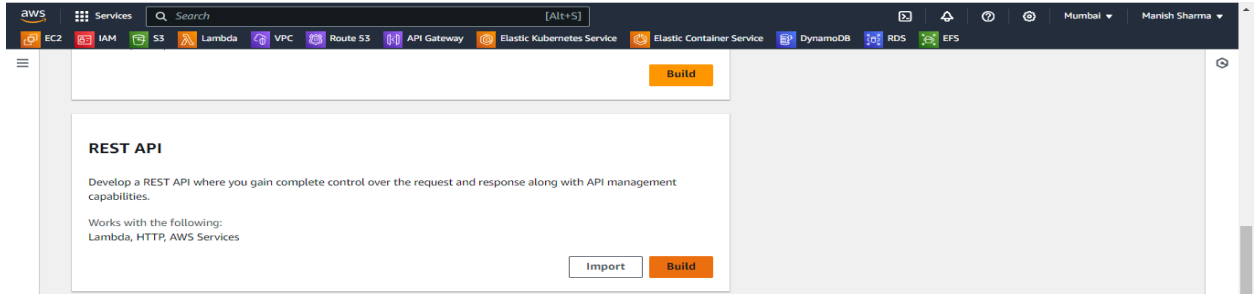 aws Services Search [Alt+S] Mumbai ▼ Manish Sharma ▼
EC2 IAM S3 Lambda VPC Route 53 API Gateway Elastic Kubernetes Service Elastic Container Service DynamoDB RDS EFS
Build
REST API
Develop a REST API where you gain complete control over the request and response along with API management
capabilities.
Works with the following:
Lambda, HTTP, AWS Services
Import Build